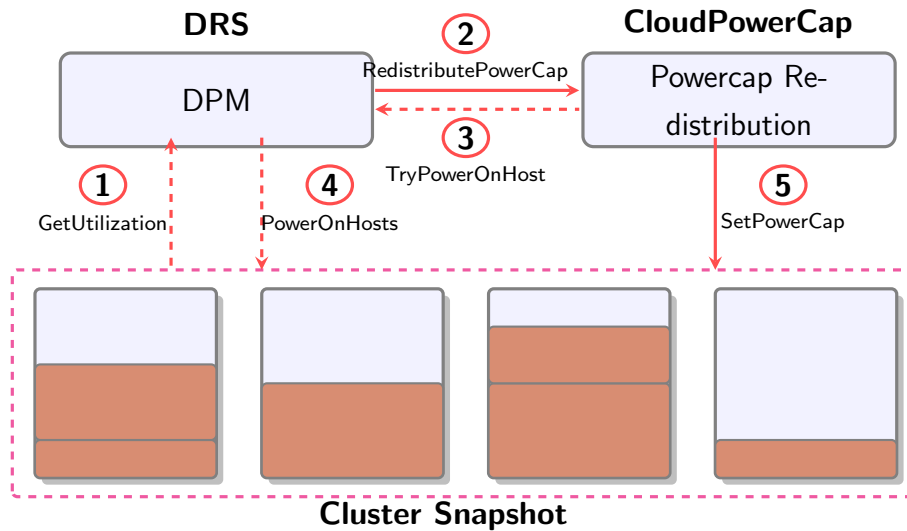 DRS
CloudPowerCap
2
RedistributePowerCap
DPM
Powercap Re-
distribution
3
TryPowerOnHost
1
GetUtilization
4
PowerOnHosts
5
SetPowerCap
Cluster Snapshot